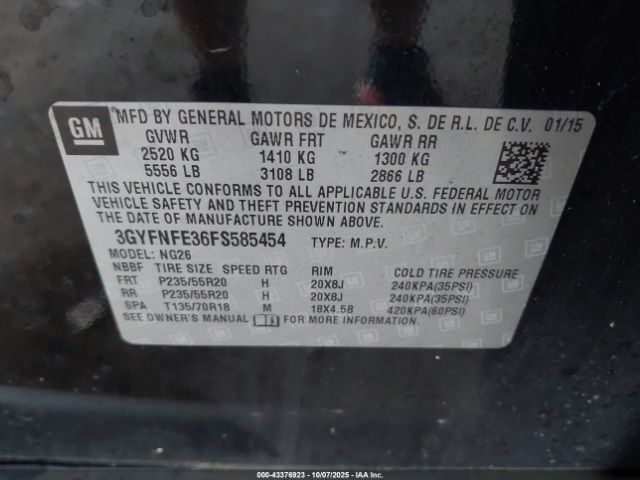 GM
MFD BY GENERAL MOTORS DE MEXICO, S. DE R.L. DE C.V. 01/15
GVWR GAWR FRT GAWR RR
2520 KG 1410 KG 1300 KG
5556 LB 3108 LB 2866 LB
THIS VEHICLE CONFORMS TO ALL APPLICABLE U.S. FEDERAL MOTOR
VEHICLE SAFETY AND THEFT PREVENTION STANDARDS IN EFFECT
ON THE DATE OF MANUFACTURE SHOWN ABOVE.
3GYFNFE36FS585454 TYPE: M.P.V.
MODEL: NG26
NBBF TIRE SIZE SPEED RTG RIM COLD TIRE PRESSURE
FRT P235/55R20 H 20X8J 240KPA(35PSI)
RR P235/55R20 H 20X8J 240KPA(35PSI)
SPA T135/70R18 M 18X4.5B 420KPA(60PSI)
SEE OWNER'S MANUAL FOR MORE INFORMATION.
000-43376923 - 10/07/2025 - IAAI.COM